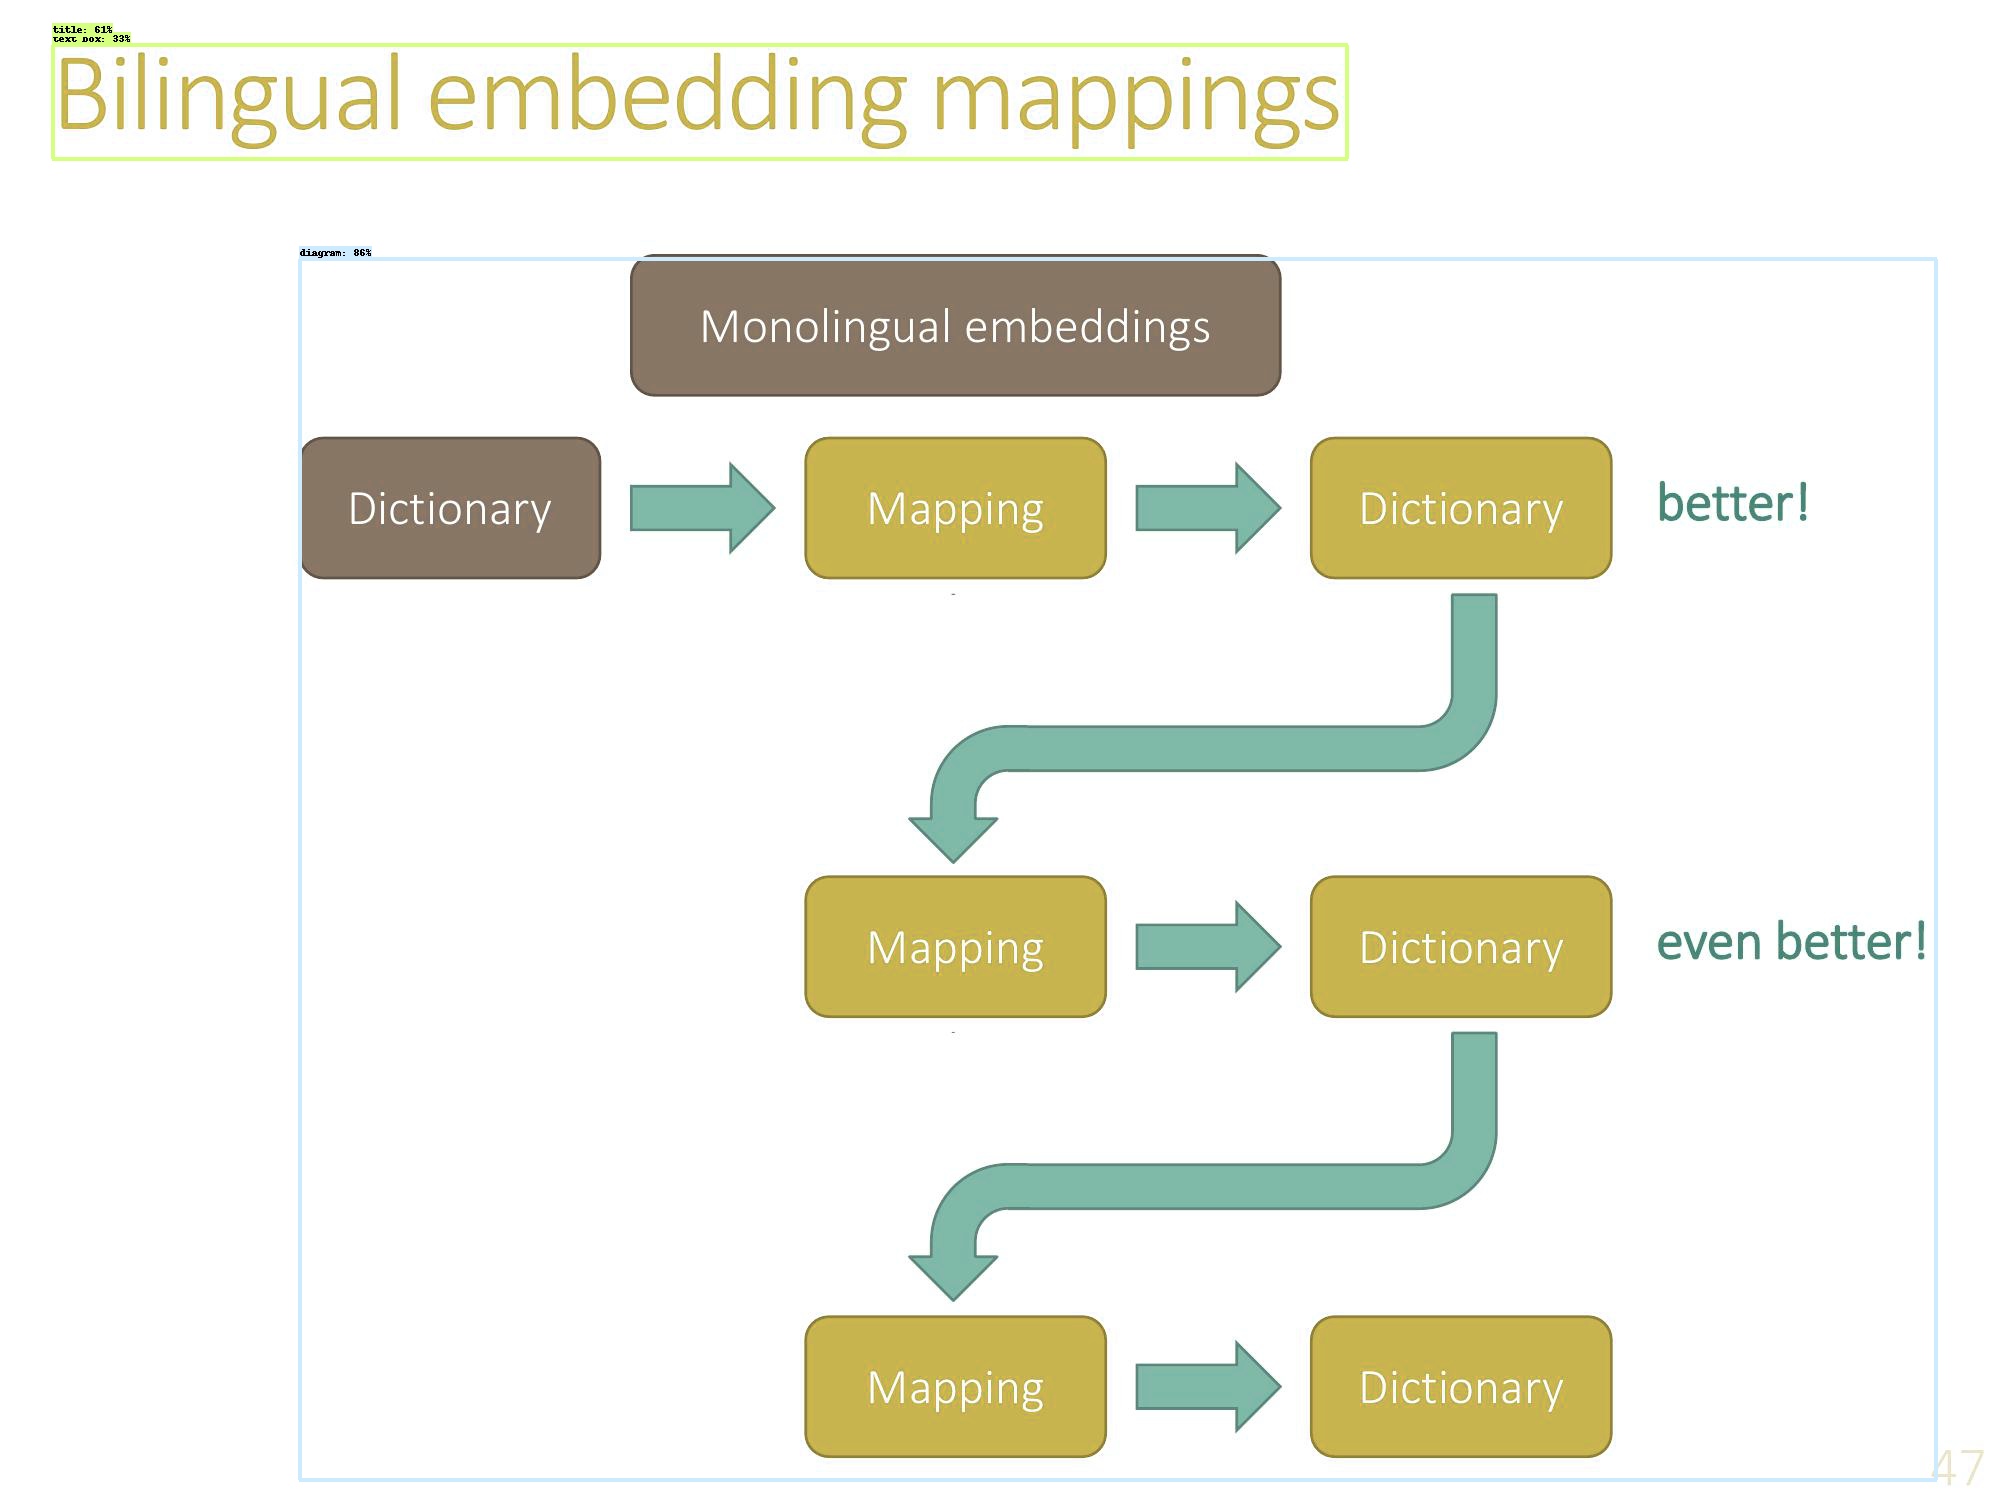 title: 61%
text box: 33%
Bilingual embedding mappings
diagram: 86%
Monolingual embeddings
Dictionary
Mapping
Dictionary
better!
Mapping
Dictionary
even better!
Mapping
Dictionary
47